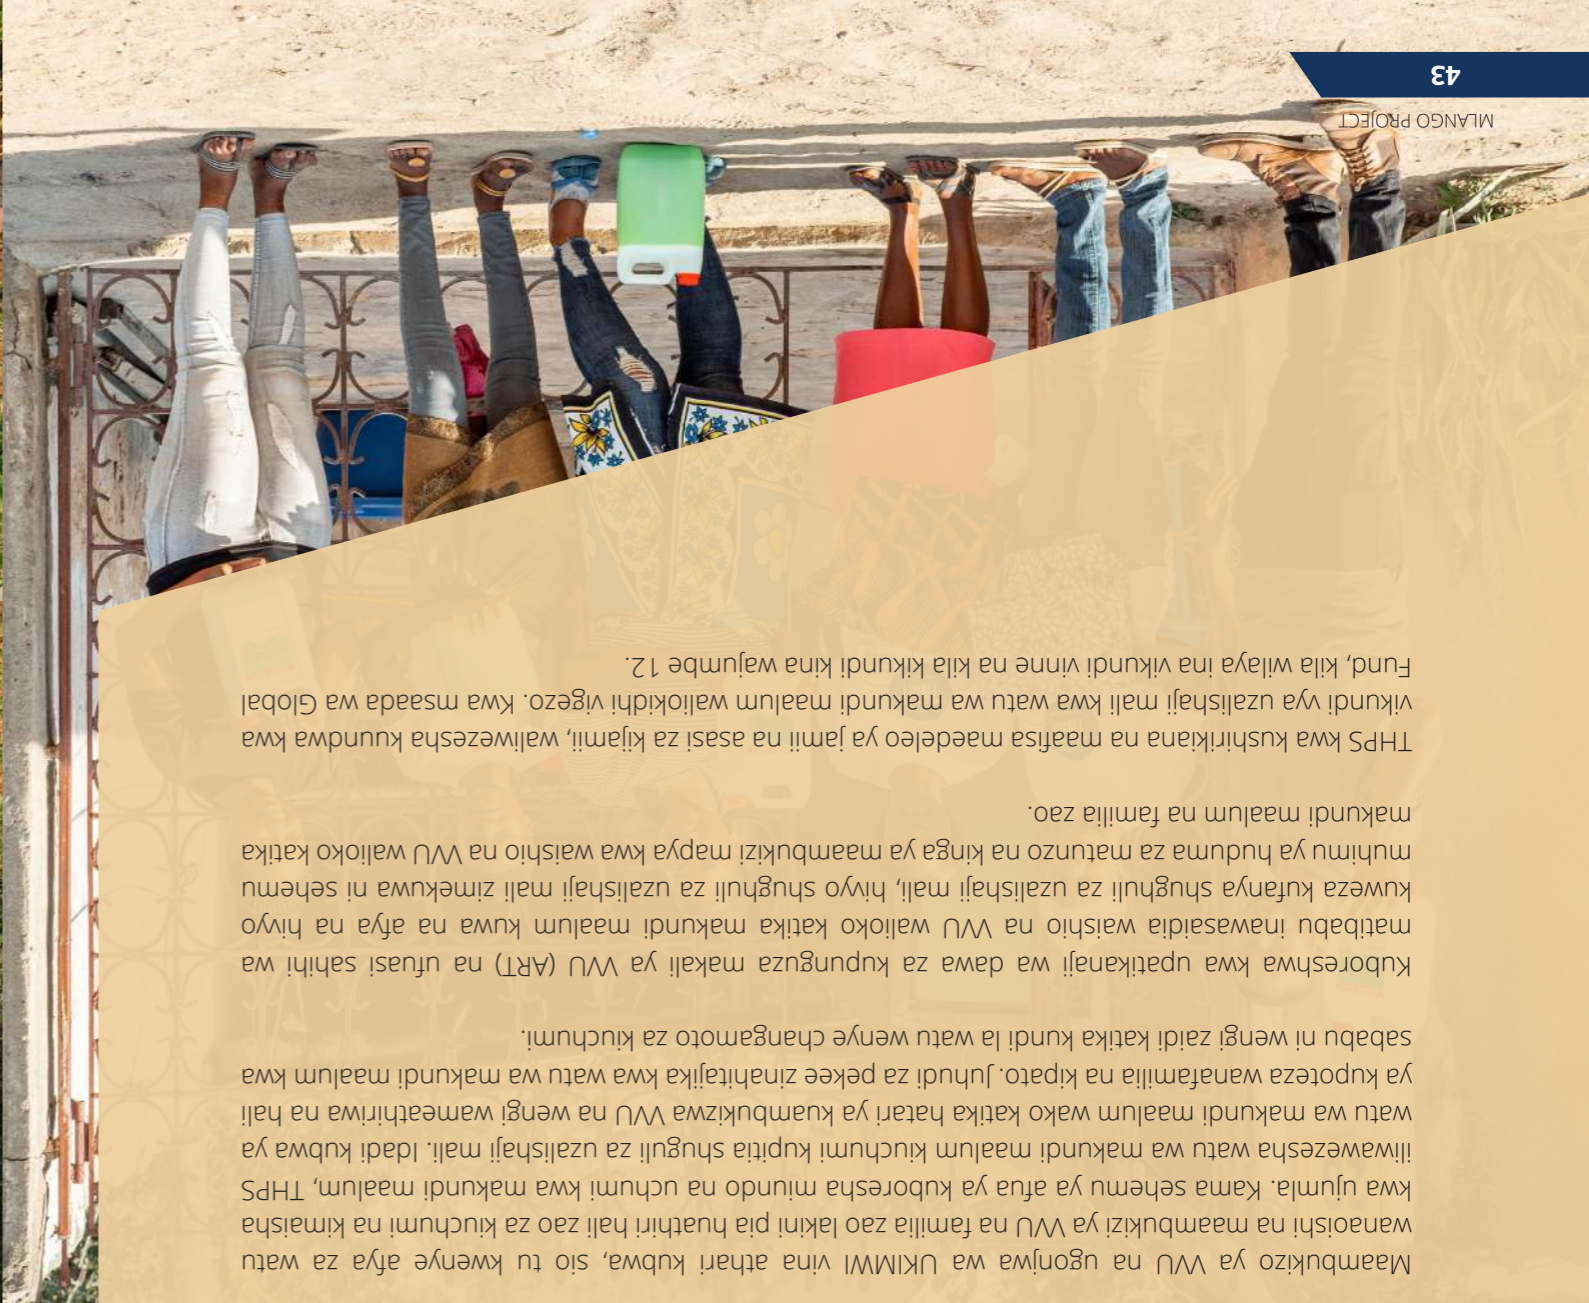 Maambukizo ya VVU na ugonjwa wa UKIMWI vina athari kubwa, sio tu kwenye afya za watu
wanaoishi na maambukizi ya VVU na familia zao lakini pia huathiri hali zao za kiuchumi na kimaisha
kwa ujumla. Kama sehemu ya afua ya kuboresha miundo na uchumi kwa makundi maalum, THPS
iliwawezesha watu wa makundi maalum kiuchumi kupitia shuguli za uzalishaji mali. Idadi kubwa ya
watu wa makundi maalum wako katika hatari ya kuambukizwa VVU na wengi wameathiriwa na hali
ya kupoteza wanafamilia na kipato. Juhudi za pekee zinahitajika kwa watu wa makundi maalum kwa
sababu ni wengi zaidi katika kundi la watu wenye changamoto za kiuchumi.
Kuboreshwa kwa upatikanaji wa dawa za kupunguza makali ya VVU (ART) na ufuasi sahihi wa
matibabu inawasaidia waishio na VVU walioko katika makundi maalum kuwa na afya na hivyo
kuweza kufanya shughuli za uzalishaji mali, hivyo shughuli za uzalishaji mali zimekuwa ni sehemu
muhimu ya huduma za matunzo na kinga ya maambukizi mapya kwa waishio na VVU walioko katika
makundi maalum na familia zao.
THPS kwa kushirikiana na maafisa maedeleo ya jamii na asasi za kijamii, waliwezesha kuundwa kwa
vikundi vya uzalishaji mali kwa watu wa makundi maalum waliokidhi vigezo. Kwa msaada wa Global
Fund, kila wilaya ina vikundi vinne na kila kikundi kina wajumbe 12.
MLANGO PROJECT
43